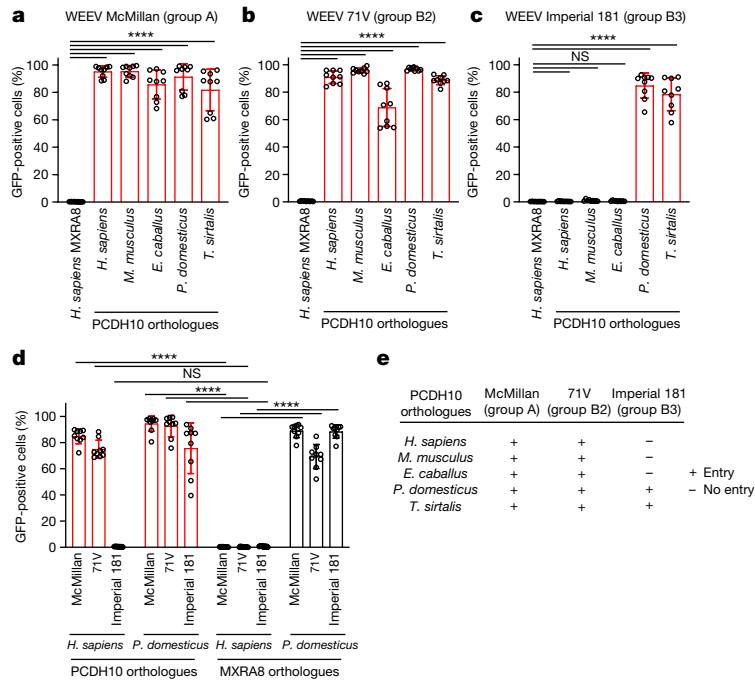 a
WEEV McMillan (group A)
****
GFP-positive cells (%)
100
80
60
40
20
0
H. sapiens MXRA8
H. sapiens
M. musculus
E. caballus
P. domesticus
T. sirtalis
PCDH10 orthologues
b
WEEV 71V (group B2)
****
GFP-positive cells (%)
100
80
60
40
20
0
H. sapiens MXRA8
H. sapiens
M. musculus
E. caballus
P. domesticus
T. sirtalis
PCDH10 orthologues
c
WEEV Imperial 181 (group B3)
****
NS
GFP-positive cells (%)
100
80
60
40
20
0
H. sapiens MXRA8
H. sapiens
M. musculus
E. caballus
P. domesticus
T. sirtalis
PCDH10 orthologues
d
****
NS
****
****
GFP-positive cells (%)
100
80
60
40
20
0
McMillan
71V
Imperial 181
McMillan
71V
Imperial 181
McMillan
71V
Imperial 181
McMillan
71V
Imperial 181
H. sapiens P. domesticus H. sapiens P. domesticus
PCDH10 orthologues MXRA8 orthologues
e
PCDH10 McMillan 71V Imperial 181
orthologues (group A) (group B2) (group B3)
H. sapiens + + −
M. musculus + + −
E. caballus + + −
P. domesticus + + +
T. sirtalis + + +
+ Entry
− No entry